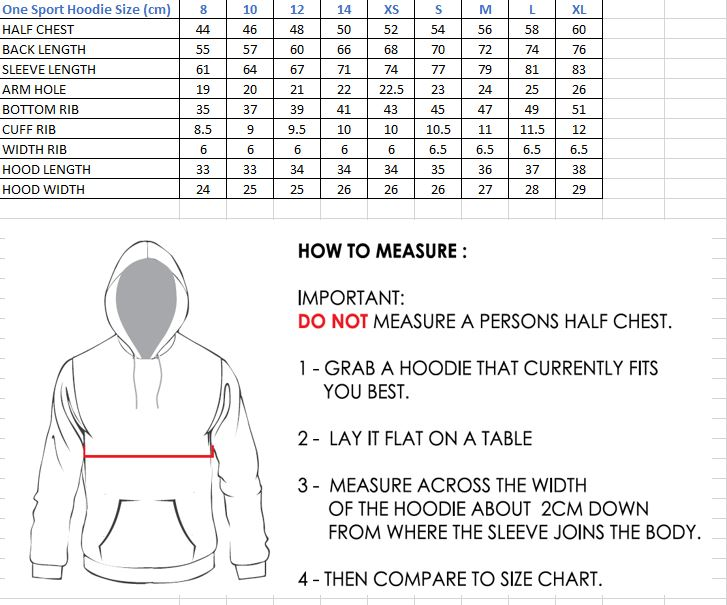 One Sport Hoodie Size (cm) 8 10 12 14 XS S M L XL
HALF CHEST 44 46 48 50 52 54 56 58 60
BACK LENGTH 55 57 60 66 68 70 72 74 76
SLEEVE LENGTH 61 64 67 71 74 77 79 81 83
ARM HOLE 19 20 21 22 22.5 23 24 25 26
BOTTOM RIB 35 37 39 41 43 45 47 49 51
CUFF RIB 8.5 9 9.5 10 10 10.5 11 11.5 12
WIDTH RIB 6 6 6 6 6 6.5 6.5 6.5 6.5
HOOD LENGTH 33 33 34 34 34 35 36 37 38
HOOD WIDTH 24 25 25 26 26 26 27 28 29
HOW TO MEASURE :
IMPORTANT:
DO NOT MEASURE A PERSONS HALF CHEST.
1 - GRAB A HOODIE THAT CURRENTLY FITS
YOU BEST.
2 - LAY IT FLAT ON A TABLE
3 - MEASURE ACROSS THE WIDTH
OF THE HOODIE ABOUT 2CM DOWN
FROM WHERE THE SLEEVE JOINS THE BODY.
4 - THEN COMPARE TO SIZE CHART.